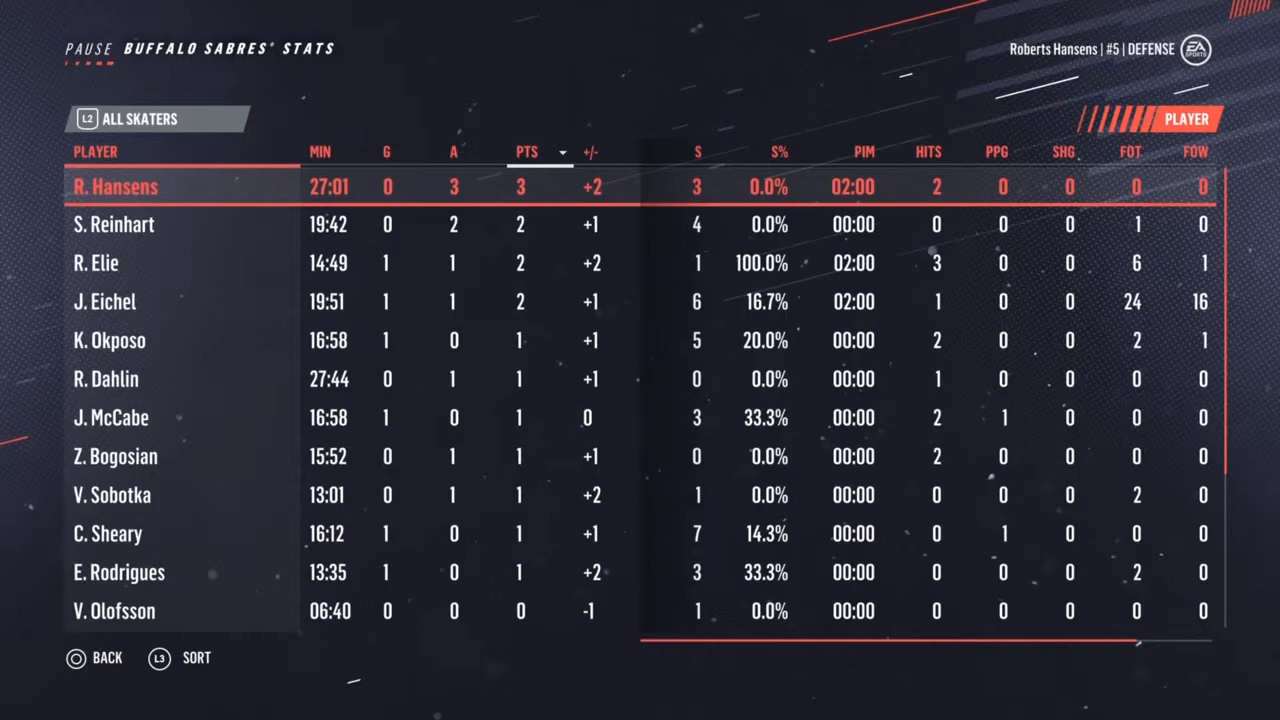 PAUSE BUFFALO SABRES' STATS
Roberts Hansens | #5 | DEFENSE EA SPORTS
L2 ALL SKATERS
PLAYER
PLAYER MIN G A PTS +/- S S% PIM HITS PPG SHG FOT FOW
R. Hansens 27:01 0 3 3 +2 3 0.0% 02:00 2 0 0 0 0
S. Reinhart 19:42 0 2 2 +1 4 0.0% 00:00 0 0 0 1 0
R. Elie 14:49 1 1 2 +2 1 100.0% 02:00 3 0 0 6 1
J. Eichel 19:51 1 1 2 +1 6 16.7% 02:00 1 0 0 24 16
K. Okposo 16:58 1 0 1 +1 5 20.0% 00:00 2 0 0 2 1
R. Dahlin 27:44 0 1 1 +1 0 0.0% 00:00 1 0 0 0 0
J. McCabe 16:58 1 0 1 0 3 33.3% 00:00 2 1 0 0 0
Z. Bogosian 15:52 0 1 1 +1 0 0.0% 00:00 2 0 0 0 0
V. Sobotka 13:01 0 1 1 +2 1 0.0% 00:00 0 0 0 2 0
C. Sheary 16:12 1 0 1 +1 7 14.3% 00:00 0 1 0 0 0
E. Rodrigues 13:35 1 0 1 +2 3 33.3% 00:00 0 0 0 2 0
V. Olofsson 06:40 0 0 0 -1 1 0.0% 00:00 0 0 0 0 0
BACK L3 SORT